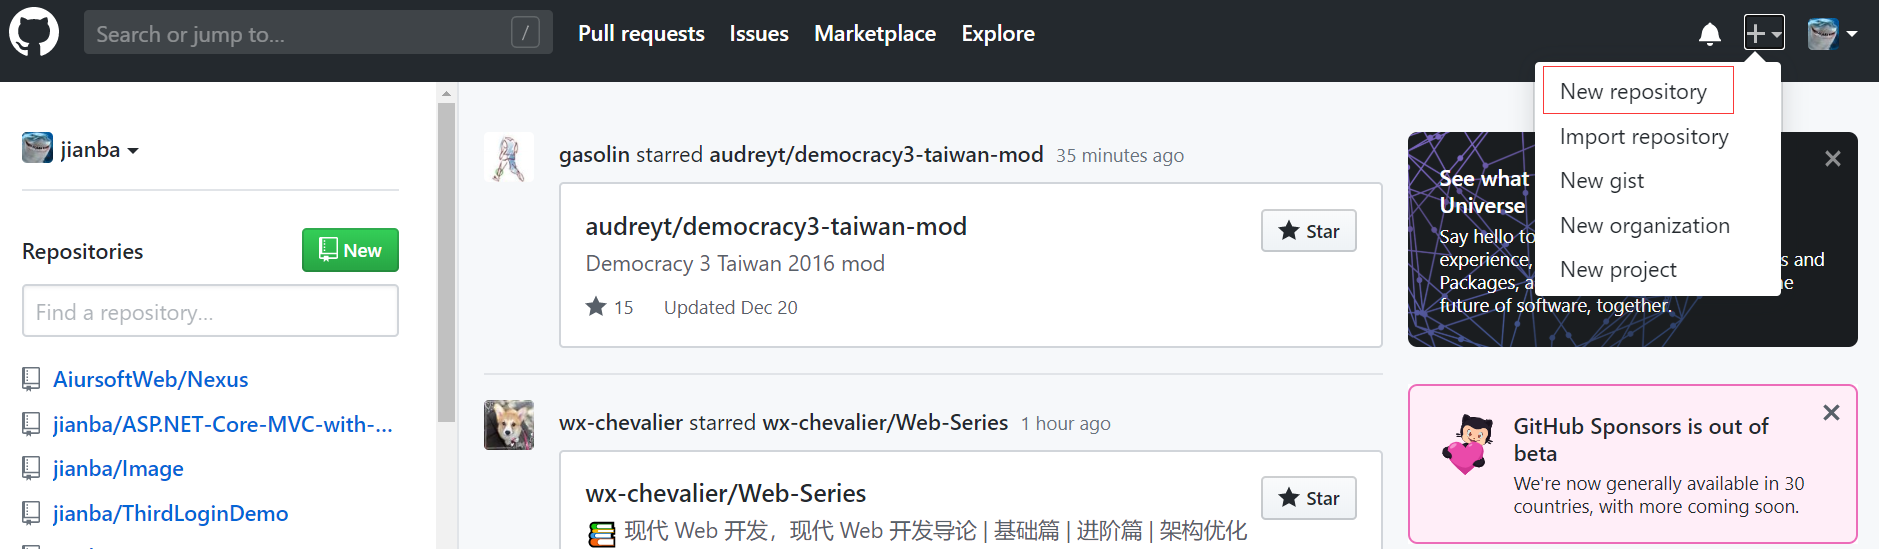 Search or jump to...
/
Pull requests
Issues
Marketplace
Explore
New repository
Import repository
New gist
New organization
New project
jianba
Repositories
New
Find a repository...
AiursoftWeb/Nexus
jianba/ASP.NET-Core-MVC-with-...
jianba/Image
jianba/ThirdLoginDemo
gasolin starred audreyt/democracy3-taiwan-mod 35 minutes ago
audreyt/democracy3-taiwan-mod
Star
Democracy 3 Taiwan 2016 mod
15 Updated Dec 20
wx-chevalier starred wx-chevalier/Web-Series 1 hour ago
wx-chevalier/Web-Series
Star
现代 Web 开发，现代 Web 开发导论 | 基础篇 | 进阶篇 | 架构优化
See what
Universe
Say hello to
experience, s and
Packages, a ne
future of software, together.
GitHub Sponsors is out of
beta
We're now generally available in 30
countries, with more coming soon.